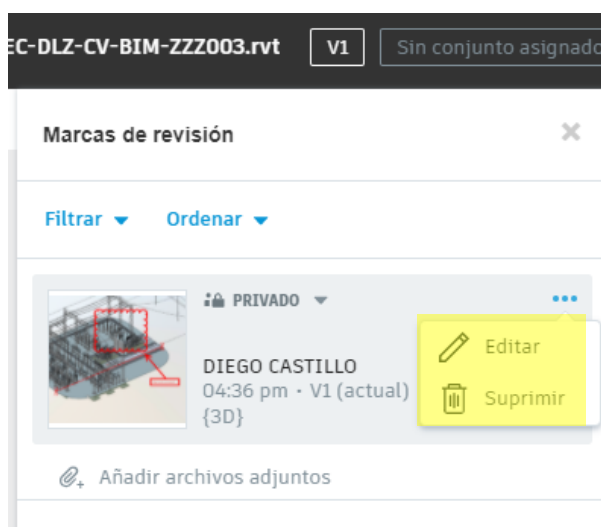 EC-DLZ-CV-BIM-ZZZ003.rvt V1 Sin conjunto asignado
Marcas de revisión
Filtrar Ordenar
PRIVADO
DIEGO CASTILLO
04:36 pm · V1 (actual)
{3D}
Editar
Suprimir
Añadir archivos adjuntos